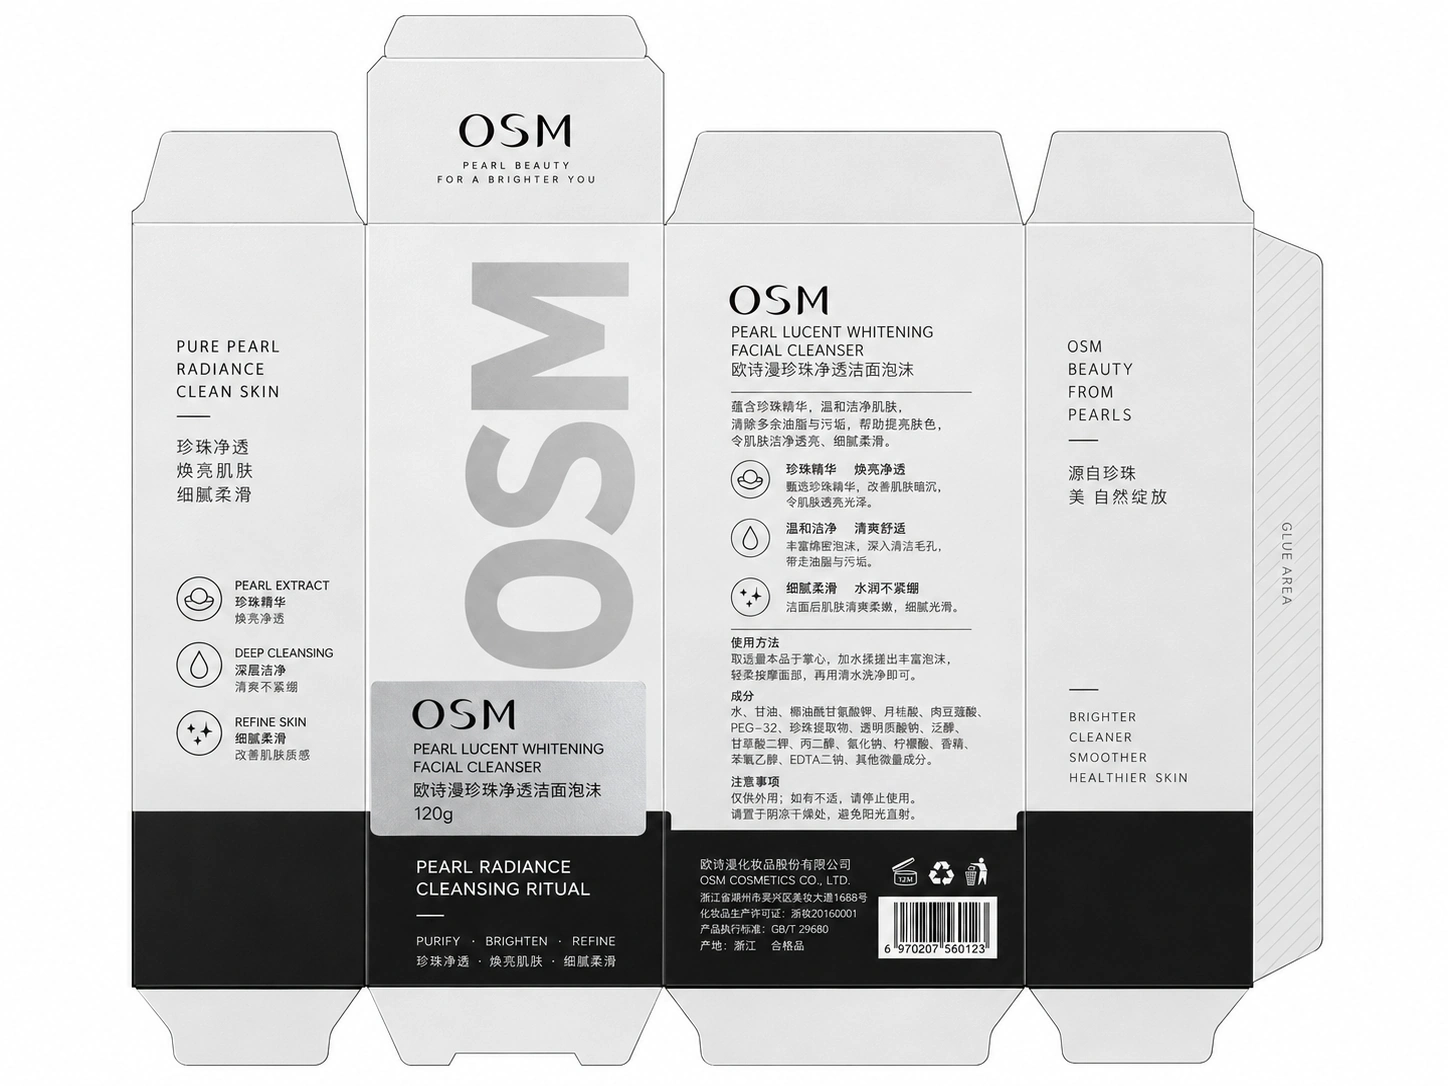 OSM
PEARL BEAUTY
FOR A BRIGHTER YOU
PURE PEARL
RADIANCE
CLEAN SKIN
珍珠净透
焕亮肌肤
细腻柔滑
PEARL EXTRACT
珍珠精华
焕亮净透
DEEP CLEANSING
深层洁净
清爽不紧绷
REFINE SKIN
细腻柔滑
改善肌肤质感
OSM
OSM
PEARL LUCENT WHITENING
FACIAL CLEANSER
欧诗漫珍珠净透洁面泡沫
120g
PEARL RADIANCE
CLEANSING RITUAL
PURIFY · BRIGHTEN · REFINE
珍珠净透 · 焕亮肌肤 · 细腻柔滑
OSM
PEARL LUCENT WHITENING
FACIAL CLEANSER
欧诗漫珍珠净透洁面泡沫
蕴含珍珠精华，温和洁净肌肤，
清除多余油脂与污垢，帮助提亮肤色，
令肌肤洁净透亮、细腻柔滑。
珍珠精华 焕亮净透
甄选珍珠精华，改善肌肤暗沉，
令肌肤透亮光泽。
温和洁净 清爽舒适
丰富绵密泡沫，深入清洁毛孔，
带走油脂与污垢。
细腻柔滑 水润不紧绷
洁面后肌肤清爽柔嫩，细腻光滑。
使用方法
取适量本品于掌心，加水揉搓出丰富泡沫，
轻柔按摩面部，再用清水洗净即可。
成分
水、甘油、椰油酰甘氨酸钾、月桂酸、肉豆蔻酸、
PEG-32、珍珠提取物、透明质酸钠、泛醇、
甘草酸二钾、丙二醇、氯化钠、柠檬酸、香精、
苯氧乙醇、EDTA二钠、其他微量成分。
注意事项
仅供外用；如有不适，请停止使用。
请置于阴凉干燥处，避免阳光直射。
欧诗漫化妆品股份有限公司
OSM COSMETICS CO., LTD.
浙江省湖州市吴兴区美妆大道1688号
化妆品生产许可证：浙妆20160001
产品执行标准：GB/T 29680
产地：浙江 合格品
12M
6 970207 560123
OSM
BEAUTY
FROM
PEARLS
源自珍珠
美 自然绽放
BRIGHTER
CLEANER
SMOOTHER
HEALTHIER SKIN
GLUE AREA